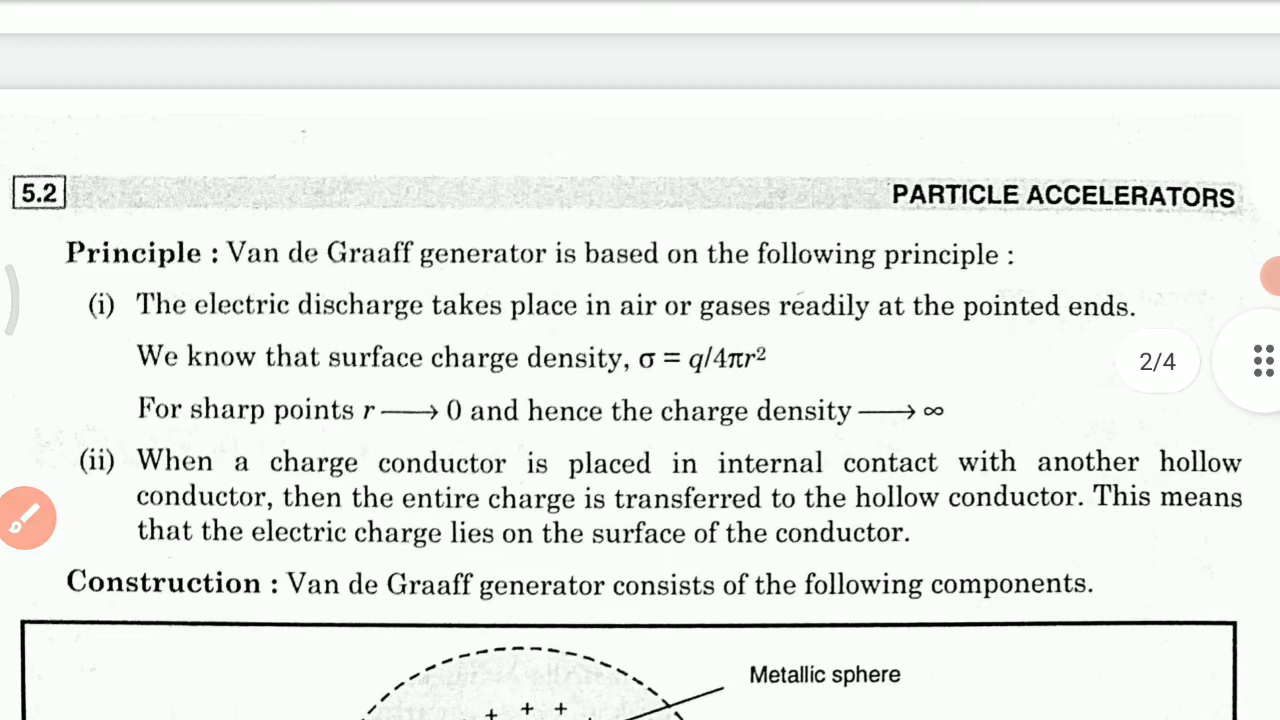 5.2
PARTICLE ACCELERATORS
Principle : Van de Graaff generator is based on the following principle :
(i) The electric discharge takes place in air or gases readily at the pointed ends.
We know that surface charge density, σ = q/4πr²
2/4
For sharp points r ⟶ 0 and hence the charge density ⟶ ∞
(ii) When a charge conductor is placed in internal contact with another hollow
conductor, then the entire charge is transferred to the hollow conductor. This means
that the electric charge lies on the surface of the conductor.
Construction : Van de Graaff generator consists of the following components.
Metallic sphere
+ + +